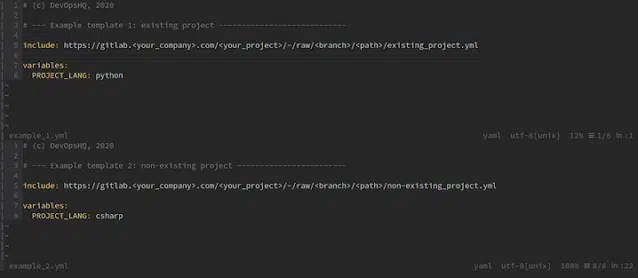 1 # (c) DevOpsHQ, 2020
2
3 # --- Example template 1: existing project -----------------------------
4
5 include: https://gitlab.<your_company>.com/<your_project>/-/raw/<branch>/<path>/existing_project.yml
6
7 variables:
8 PROJECT_LANG: python
~
~
~
~
~
example_1.yml yaml utf-8[unix] 12% ☰ 1/8 ln :1
1 # (c) DevOpsHQ, 2020
2
3 # --- Example template 2: non-existing project -------------------------
4
5 include: https://gitlab.<your_company>.com/<your_project>/-/raw/<branch>/<path>/non-existing_project.yml
6
7 variables:
8 PROJECT_LANG: csharp
~
~
~
~
example_2.yml yaml utf-8[unix] 100% ☰ 8/8 ln :22